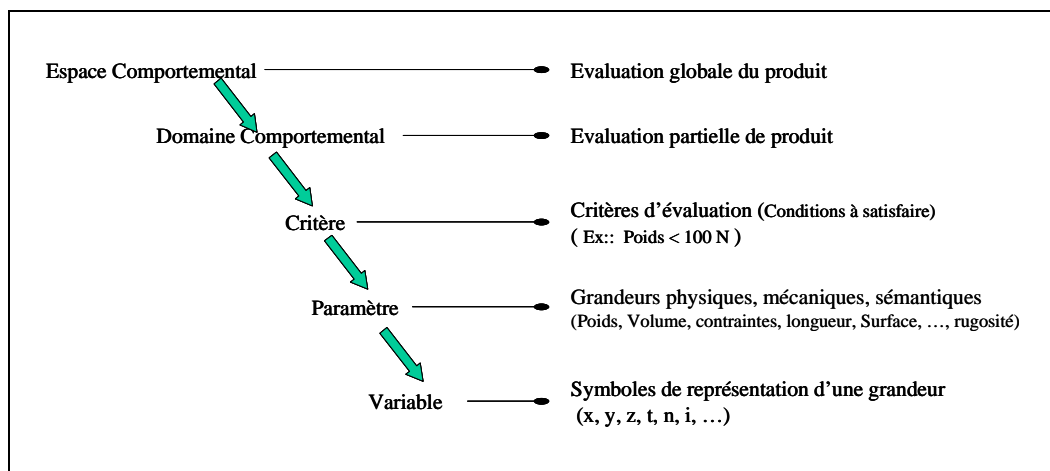 Espace Comportemental
Evaluation globale du produit
Domaine Comportemental
Evaluation partielle de produit
Critère
Critères d'évaluation (Conditions à satisfaire)
( Ex:: Poids < 100 N )
Paramètre
Grandeurs physiques, mécaniques, sémantiques
(Poids, Volume, contraintes, longueur, Surface, …, rugosité)
Variable
Symboles de représentation d'une grandeur
(x, y, z, t, n, i, …)